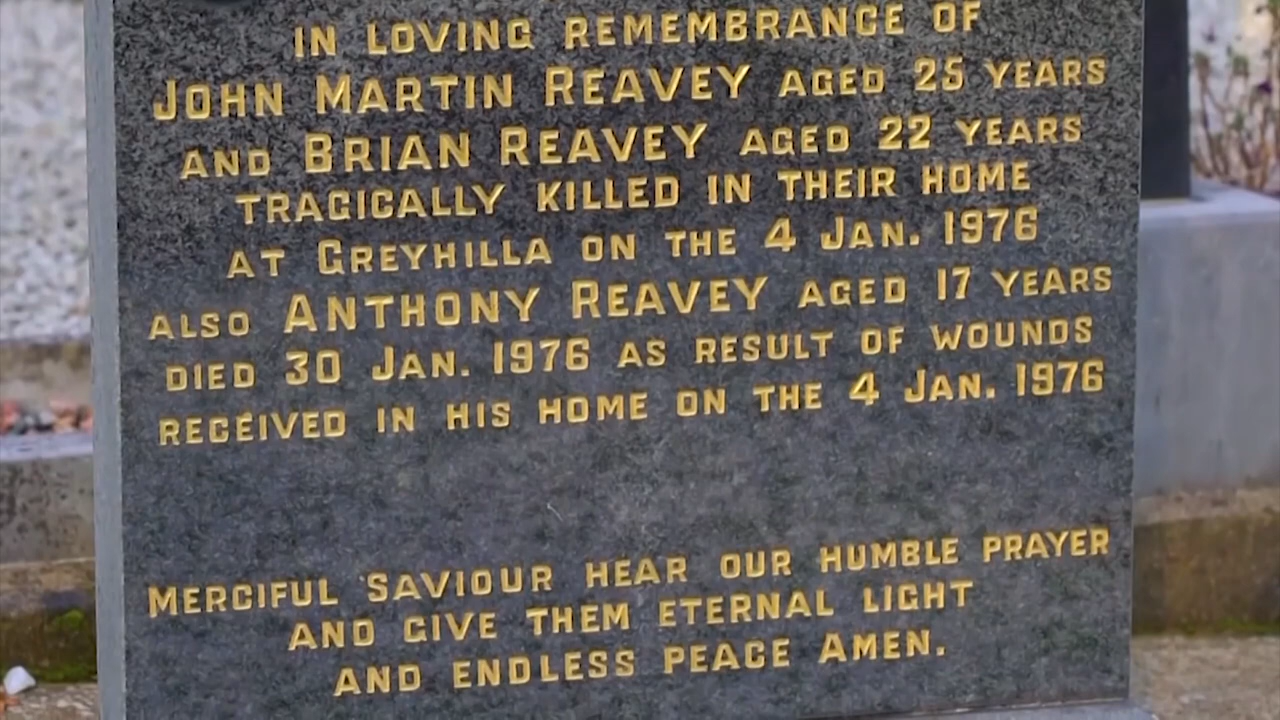 IN LOVING REMEMBRANCE OF
JOHN MARTIN REAVEY AGED 25 YEARS
AND BRIAN REAVEY AGED 22 YEARS
TRAGICALLY KILLED IN THEIR HOME
AT GREYHILLA ON THE 4 JAN. 1976
ALSO ANTHONY REAVEY AGED 17 YEARS
DIED 30 JAN. 1976 AS RESULT OF WOUNDS
RECEIVED IN HIS HOME ON THE 4 JAN. 1976
MERCIFUL SAVIOUR HEAR OUR HUMBLE PRAYER
AND GIVE THEM ETERNAL LIGHT
AND ENDLESS PEACE AMEN.